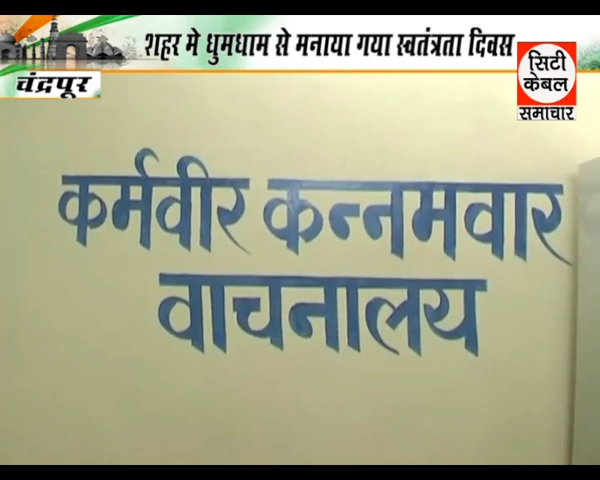 शहर मे धुमधाम से मनाया गया स्वतंत्रता दिवस
चंद्रपूर
सिटी
केबल
समाचार
कर्मवीर कन्नमवार
वाचनालय